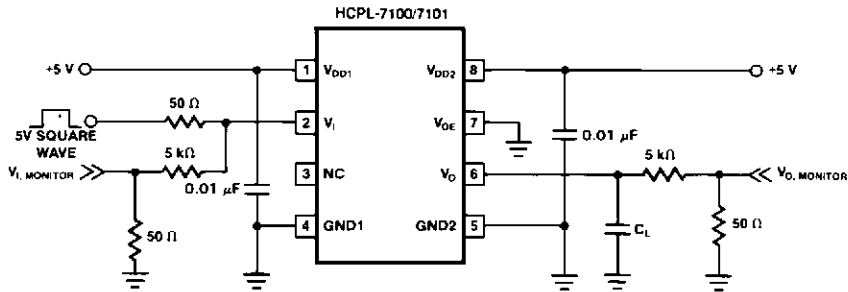 HCPL-7100/7101
+5 V
1
V_DD1
V_DD2
8
+5 V
50 Ω
2
V_I
V_OE
7
5V SQUARE
WAVE
0.01 μF
5 kΩ
V_I, MONITOR
3
NC
V_O
6
5 kΩ
V_O, MONITOR
0.01 μF
4
GND1
GND2
5
50 Ω
C_L
50 Ω